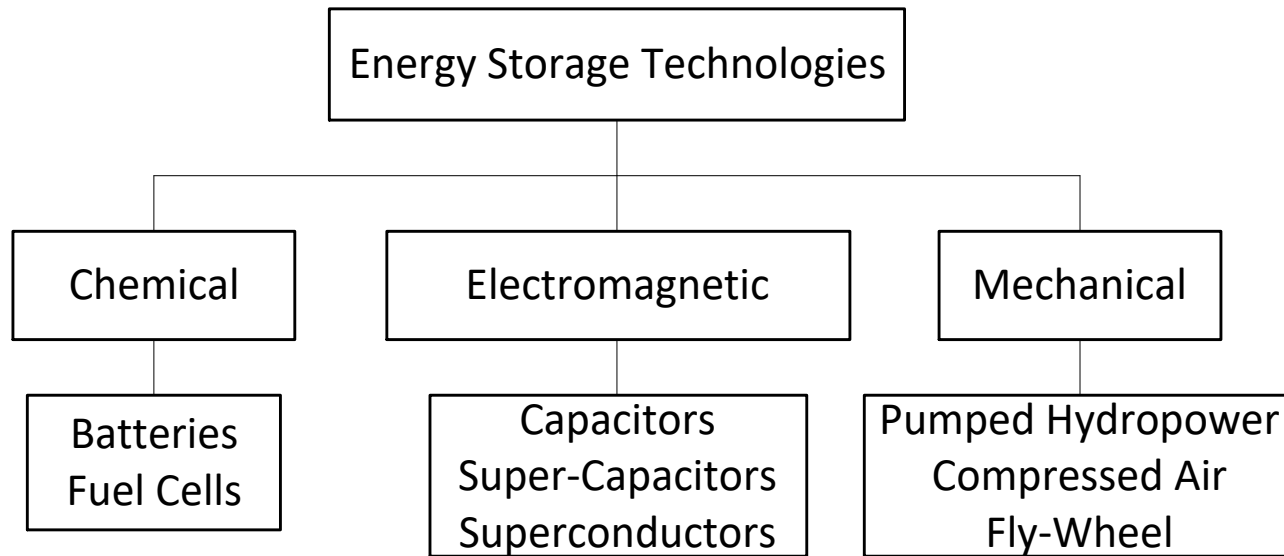 Energy Storage Technologies
Chemical
Electromagnetic
Mechanical
Batteries
Fuel Cells
Capacitors
Super-Capacitors
Superconductors
Pumped Hydropower
Compressed Air
Fly-Wheel